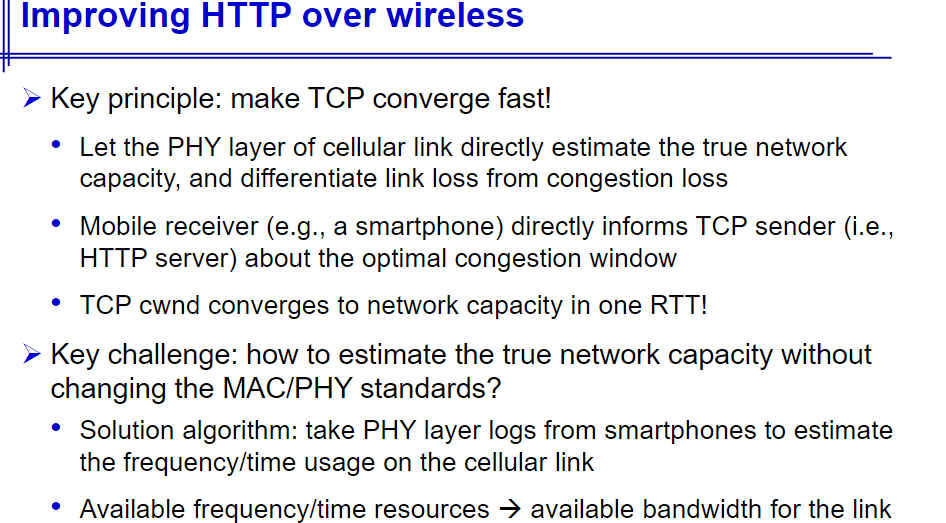 Improving HTTP over wireless
➢ Key principle: make TCP converge fast!
• Let the PHY layer of cellular link directly estimate the true network
capacity, and differentiate link loss from congestion loss
• Mobile receiver (e.g., a smartphone) directly informs TCP sender (i.e.,
HTTP server) about the optimal congestion window
• TCP cwnd converges to network capacity in one RTT!
➢ Key challenge: how to estimate the true network capacity without
changing the MAC/PHY standards?
• Solution algorithm: take PHY layer logs from smartphones to estimate
the frequency/time usage on the cellular link
• Available frequency/time resources → available bandwidth for the link